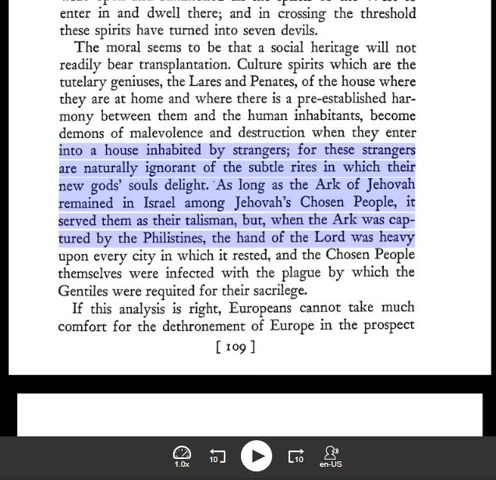 enter in and dwell there; and in crossing the threshold
these spirits have turned into seven devils.
The moral seems to be that a social heritage will not
readily bear transplantation. Culture spirits which are the
tutelary geniuses, the Lares and Penates, of the house where
they are at home and where there is a pre-established har-
mony between them and the human inhabitants, become
demons of malevolence and destruction when they enter
into a house inhabited by strangers; for these strangers
are naturally ignorant of the subtle rites in which their
new gods' souls delight. As long as the Ark of Jehovah
remained in Israel among Jehovah's Chosen People, it
served them as their talisman, but, when the Ark was cap-
tured by the Philistines, the hand of the Lord was heavy
upon every city in which it rested, and the Chosen People
themselves were infected with the plague by which the
Gentiles were requited for their sacrilege.
If this analysis is right, Europeans cannot take much
comfort for the dethronement of Europe in the prospect
[ 109 ]
1.0x 10 10 en-US